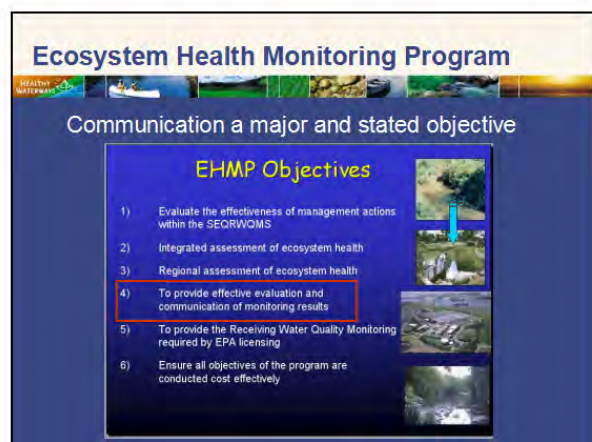 Ecosystem Health Monitoring Program
HEALTHY
WATERWAYS
Communication a major and stated objective
EHMP Objectives
1) Evaluate the effectiveness of management actions
within the SEQRWQMS
2) Integrated assessment of ecosystem health
3) Regional assessment of ecosystem health
4) To provide effective evaluation and
communication of monitoring results
5) To provide the Receiving Water Quality Monitoring
required by EPA licensing
6) Ensure all objectives of the program are
conducted cost effectively